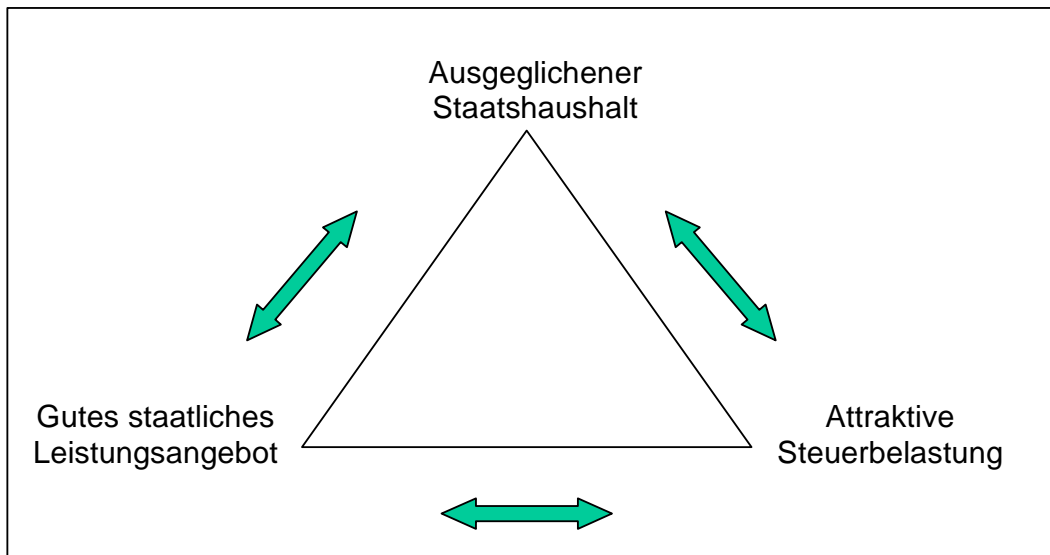 Ausgeglichener
Staatshaushalt
Gutes staatliches
Leistungsangebot
Attraktive
Steuerbelastung